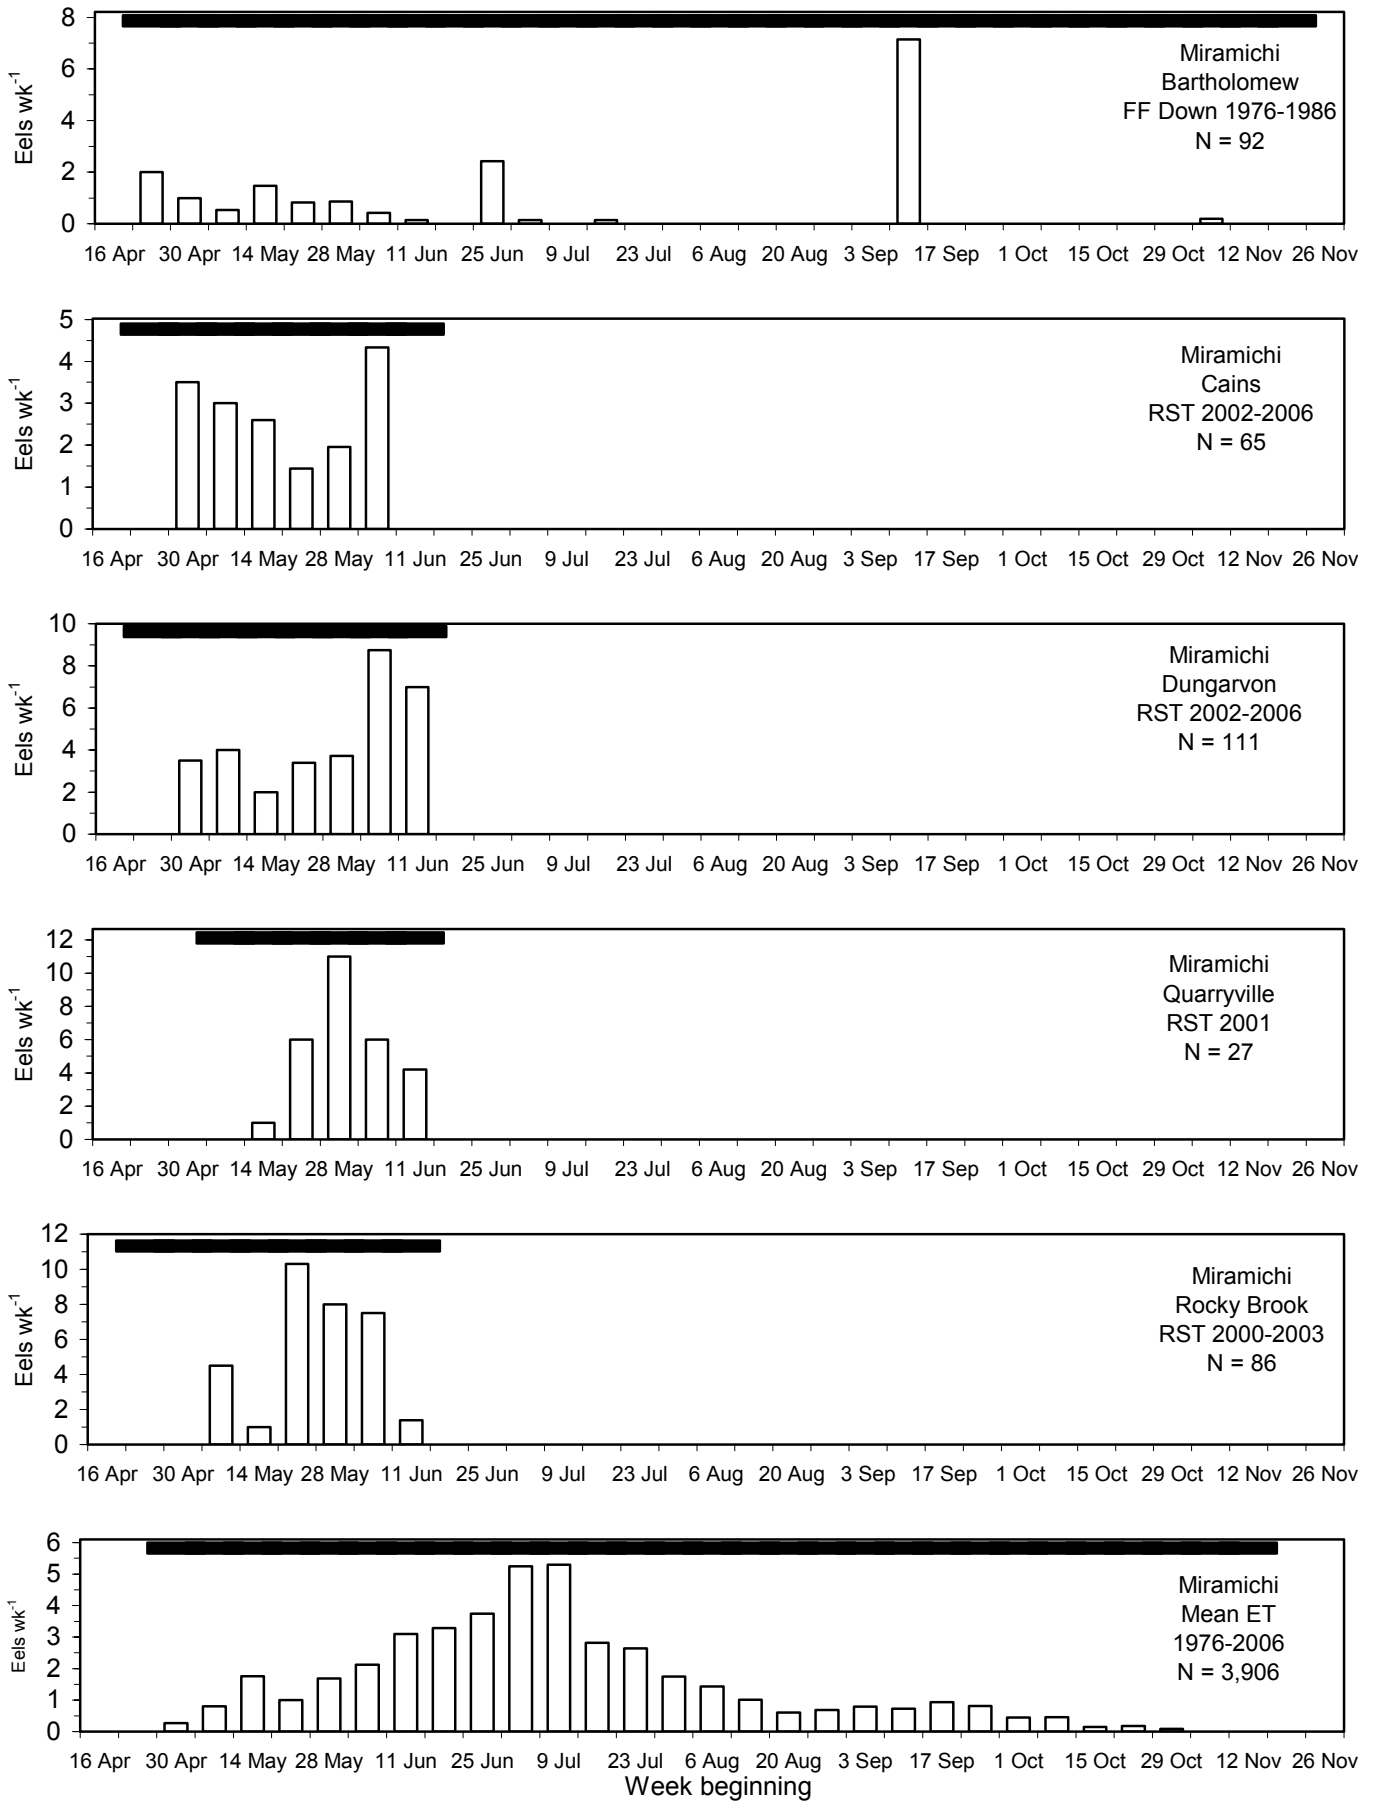 8
6
4
2
0
Eels wk-1
Miramichi
Bartholomew
FF Down 1976-1986
N = 92
16 Apr 30 Apr 14 May 28 May 11 Jun 25 Jun 9 Jul 23 Jul 6 Aug 20 Aug 3 Sep 17 Sep 1 Oct 15 Oct 29 Oct 12 Nov 26 Nov
5
4
3
2
1
0
Eels wk-1
Miramichi
Cains
RST 2002-2006
N = 65
16 Apr 30 Apr 14 May 28 May 11 Jun 25 Jun 9 Jul 23 Jul 6 Aug 20 Aug 3 Sep 17 Sep 1 Oct 15 Oct 29 Oct 12 Nov 26 Nov
10
8
6
4
2
0
Eels wk-1
Miramichi
Dungarvon
RST 2002-2006
N = 111
16 Apr 30 Apr 14 May 28 May 11 Jun 25 Jun 9 Jul 23 Jul 6 Aug 20 Aug 3 Sep 17 Sep 1 Oct 15 Oct 29 Oct 12 Nov 26 Nov
12
10
8
6
4
2
0
Eels wk-1
Miramichi
Quarryville
RST 2001
N = 27
16 Apr 30 Apr 14 May 28 May 11 Jun 25 Jun 9 Jul 23 Jul 6 Aug 20 Aug 3 Sep 17 Sep 1 Oct 15 Oct 29 Oct 12 Nov 26 Nov
12
10
8
6
4
2
0
Eels wk-1
Miramichi
Rocky Brook
RST 2000-2003
N = 86
16 Apr 30 Apr 14 May 28 May 11 Jun 25 Jun 9 Jul 23 Jul 6 Aug 20 Aug 3 Sep 17 Sep 1 Oct 15 Oct 29 Oct 12 Nov 26 Nov
6
5
4
3
2
1
0
Eels wk-1
Miramichi
Mean ET
1976-2006
N = 3,906
16 Apr 30 Apr 14 May 28 May 11 Jun 25 Jun 9 Jul 23 Jul 6 Aug 20 Aug 3 Sep 17 Sep 1 Oct 15 Oct 29 Oct 12 Nov 26 Nov
Week beginning